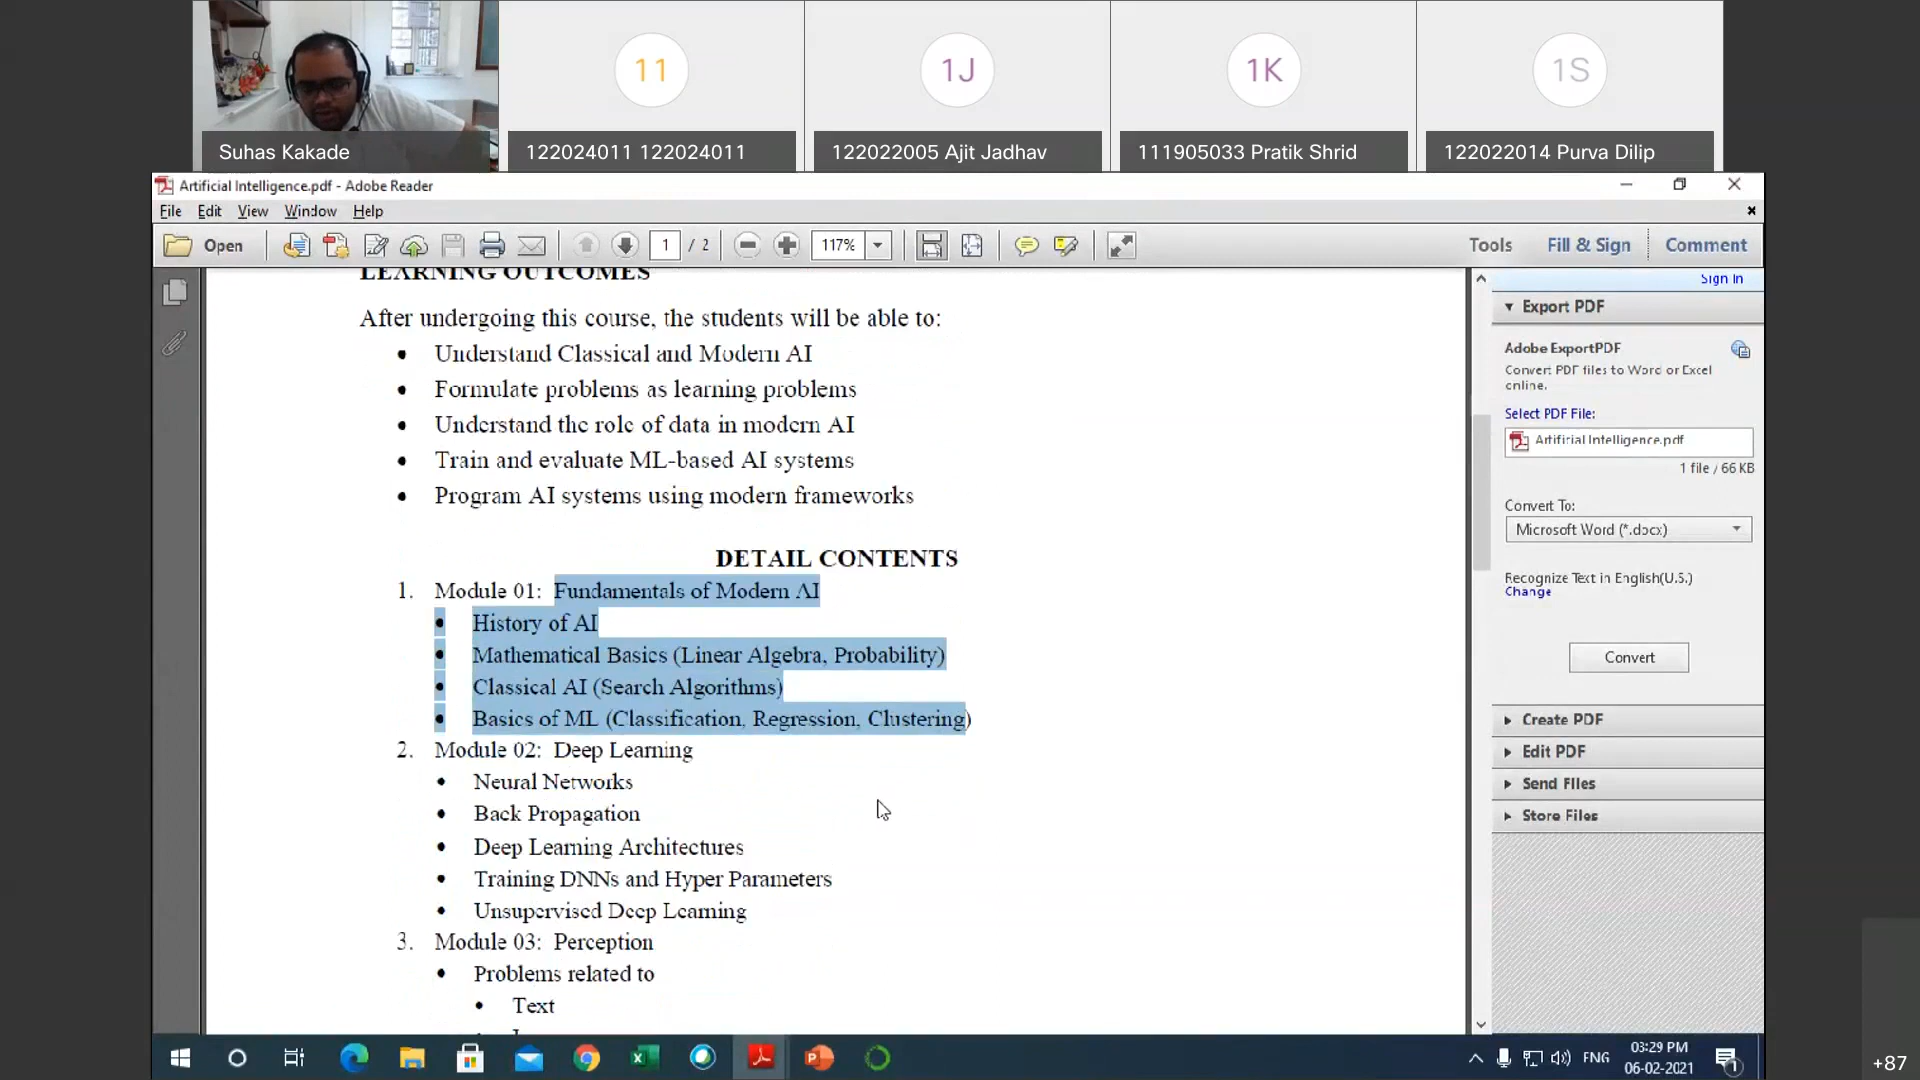 11
1J
1K
1S
Suhas Kakade
122024011 122024011
122022005 Ajit Jadhav
111905033 Pratik Shrid
122022014 Purva Dilip
Artificial Intelligence.pdf - Adobe Reader
File Edit View Window Help
Open
1 / 2
117%
Tools
Fill & Sign
Comment
LEARNING OUTCOMES
After undergoing this course, the students will be able to:
• Understand Classical and Modern AI
• Formulate problems as learning problems
• Understand the role of data in modern AI
• Train and evaluate ML-based AI systems
• Program AI systems using modern frameworks
DETAIL CONTENTS
1. Module 01: Fundamentals of Modern AI
• History of AI
• Mathematical Basics (Linear Algebra, Probability)
• Classical AI (Search Algorithms)
• Basics of ML (Classification, Regression, Clustering)
2. Module 02: Deep Learning
• Neural Networks
• Back Propagation
• Deep Learning Architectures
• Training DNNs and Hyper Parameters
• Unsupervised Deep Learning
3. Module 03: Perception
• Problems related to
• Text
Sign In
Export PDF
Adobe ExportPDF
Convert PDF files to Word or Excel
online.
Select PDF File:
Artificial Intelligence.pdf
1 file / 66 KB
Convert To:
Microsoft Word (*.docx)
Recognize Text in English(U.S.)
Change
Convert
Create PDF
Edit PDF
Send Files
Store Files
ENG
03:29 PM
06-02-2021
1
+87